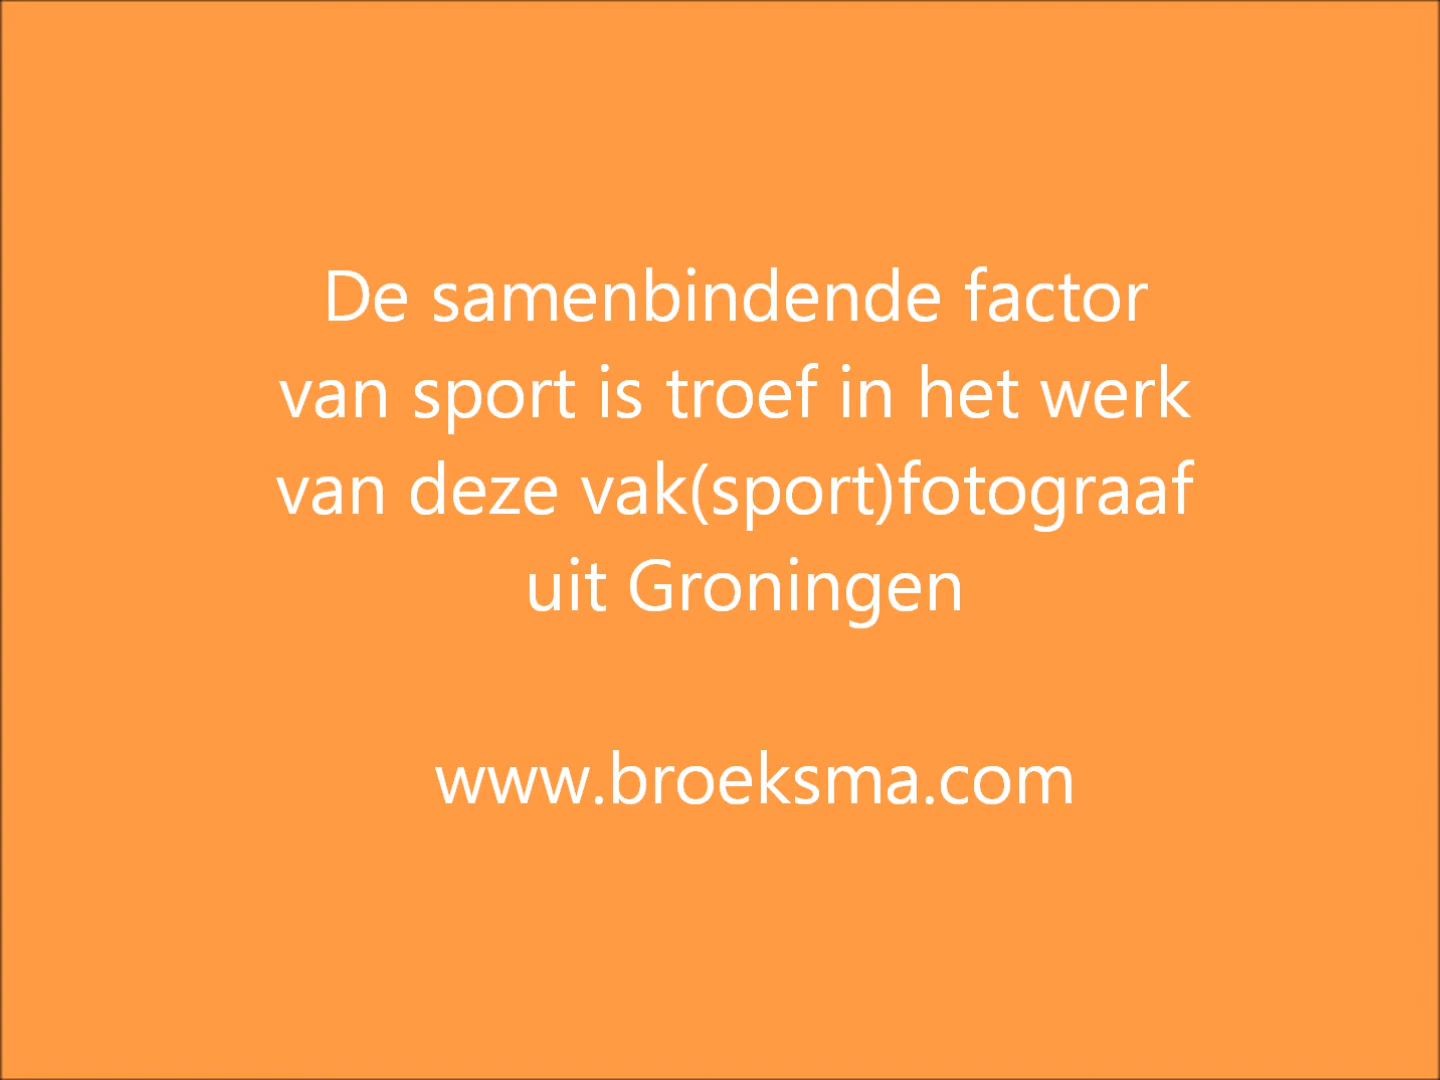 De samenbindende factor
van sport is troef in het werk
van deze vak(sport)fotograaf
uit Groningen
www.broeksma.com